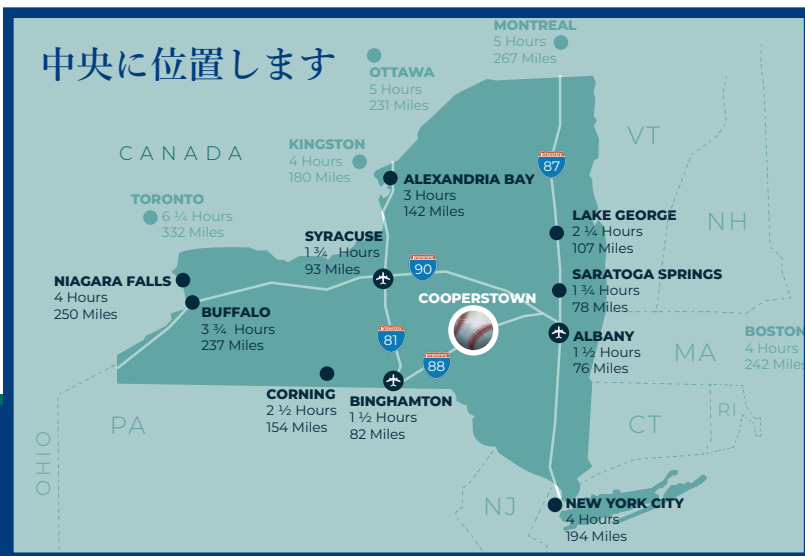 中央に位置します
MONTREAL
5 Hours
267 Miles
OTTAWA
5 Hours
231 Miles
CANADA
KINGSTON
4 Hours
180 Miles
VT
INTERSTATE
87
ALEXANDRIA BAY
3 Hours
142 Miles
TORONTO
6 ¼ Hours
332 Miles
LAKE GEORGE
2 ¼ Hours
107 Miles
NH
SYRACUSE
1 ¾ Hours
93 Miles
INTERSTATE
90
NIAGARA FALLS
4 Hours
250 Miles
SARATOGA SPRINGS
1 ¾ Hours
78 Miles
COOPERSTOWN
BUFFALO
3 ¾ Hours
237 Miles
INTERSTATE
81
ALBANY
1 ½ Hours
76 Miles
MA
BOSTON
4 Hours
242 Miles
INTERSTATE
88
CORNING
2 ½ Hours
154 Miles
BINGHAMTON
1 ½ Hours
82 Miles
PA
OHIO
CT
RI
NJ
NEW YORK CITY
4 Hours
194 Miles